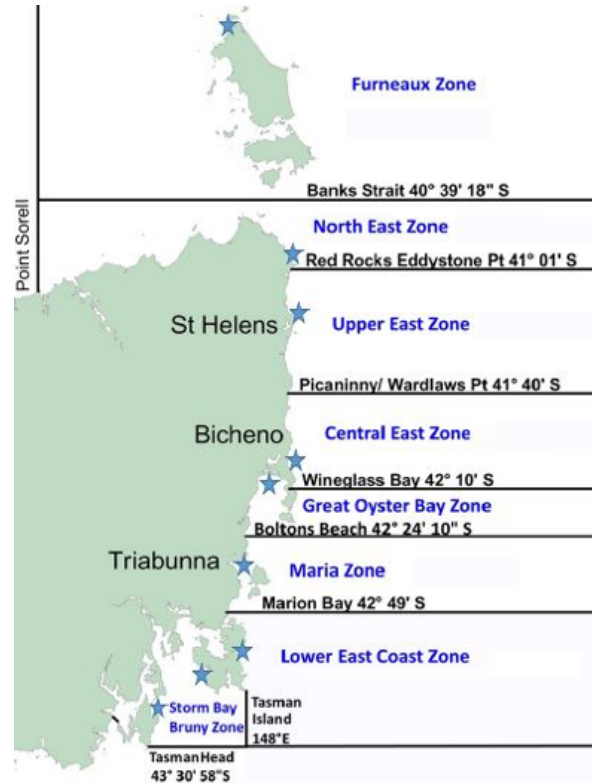 Furneaux Zone
Banks Strait 40° 39' 18" S
Point Sorell
North East Zone
Red Rocks Eddystone Pt 41° 01' S
St Helens
Upper East Zone
Picaninny/ Wardlaws Pt 41° 40' S
Bicheno
Central East Zone
Wineglass Bay 42° 10' S
Great Oyster Bay Zone
Boltons Beach 42° 24' 10" S
Triabunna
Maria Zone
Marion Bay 42° 49' S
Lower East Coast Zone
Storm Bay
Bruny Zone
Tasman
Island
148°E
Tasman Head
43° 30' 58"S